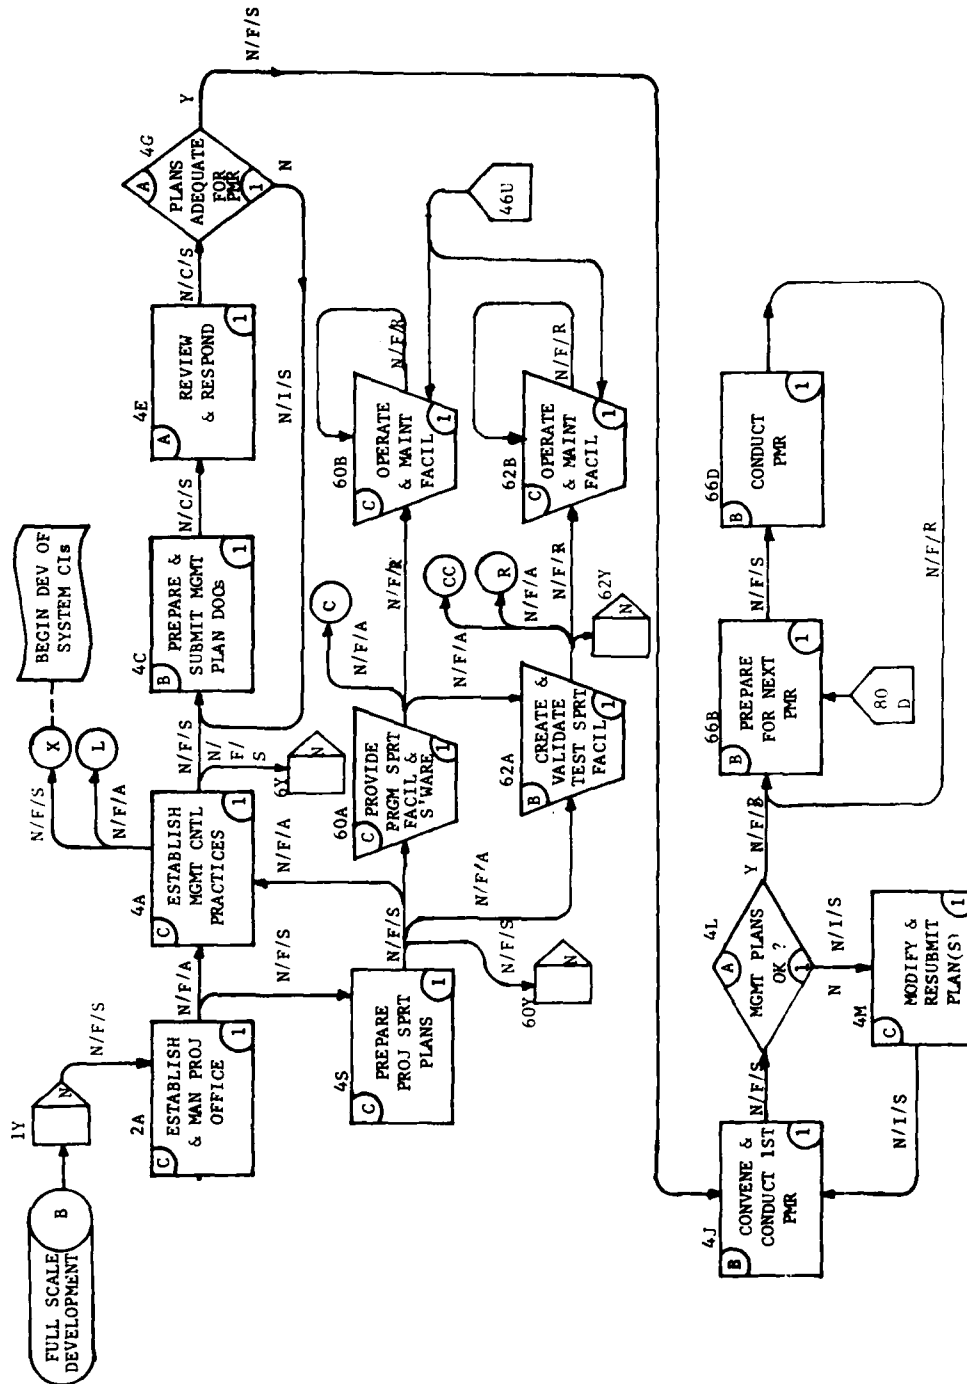 FULL SCALE
DEVELOPMENT
B
1Y
N
N/F/S
2A
C
ESTABLISH
& MAN PROJ
OFFICE
1
N/F/A
N/F/S
4A
C
ESTABLISH
MGMT CNTL
PRACTICES
1
N/F/S
N/F/A
X
L
BEGIN DEV OF
SYSTEM CIs
N/F/S
N/
F/
S
6Y
N
4C
B
PREPARE &
SUBMIT MGMT
PLAN DOCs
1
N/C/S
4E
A
REVIEW
& RESPOND
1
N/C/S
4G
A
PLANS
ADEQUATE
FOR
PMR
1
Y
N/F/S
N
N/I/S
4S
C
PREPARE
PROJ SPRT
PLANS
1
N/F/S
N/F/A
N/F/A
N/F/S
60Y
N
60A
C
PROVIDE
PRGM SPRT
FACIL &
S'WARE
1
N/F/A
C
N/F/R
N/F/A
60B
C
OPERATE
& MAINT
FACIL
1
N/F/R
46U
62A
B
CREATE &
VALIDATE
TEST SPRT
FACIL
1
CC
R
N/F/A
N/F/R
62Y
N
62B
C
OPERATE
& MAINT
FACIL
1
N/F/R
4J
B
CONVENE &
CONDUCT 1ST
PMR
1
N/F/S
4L
A
MGMT PLANS
OK ?
1
Y
N/F/R
N
N/I/S
4M
C
MODIFY &
RESUBMIT
PLAN(S)
1
N/I/S
66B
B
PREPARE
FOR NEXT
PMR
1
80
D
N/F/S
66D
B
CONDUCT
PMR
1
N/F/R